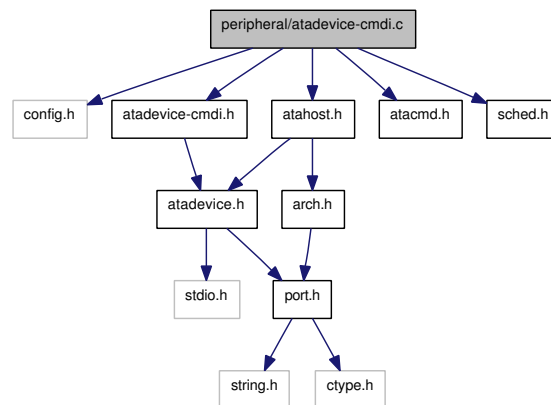 peripheral/atadevice-cmdi.c
config.h
atadevice-cmdi.h
atahost.h
atacmd.h
sched.h
atadevice.h
arch.h
stdio.h
port.h
string.h
ctype.h